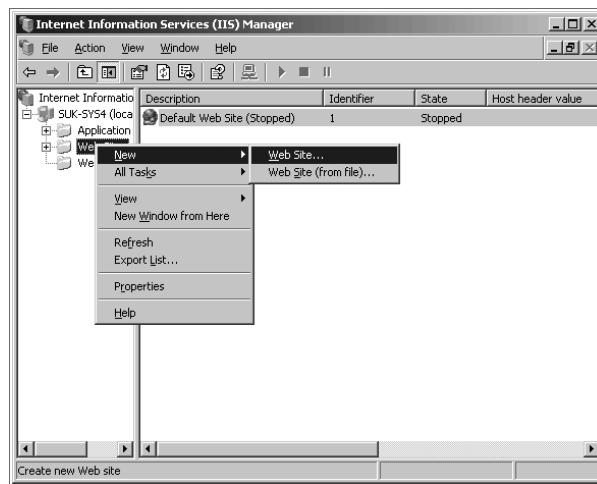 Internet Information Services (IIS) Manager
File Action View Window Help
Internet Informatio Description Identifier State Host header value
SUK-SYS4 (loca Default Web Site (Stopped) 1 Stopped
Application
Web
New Web Site...
We
All Tasks Web Site (from file)...
View
New Window from Here
Refresh
Export List...
Properties
Help
Create new Web site